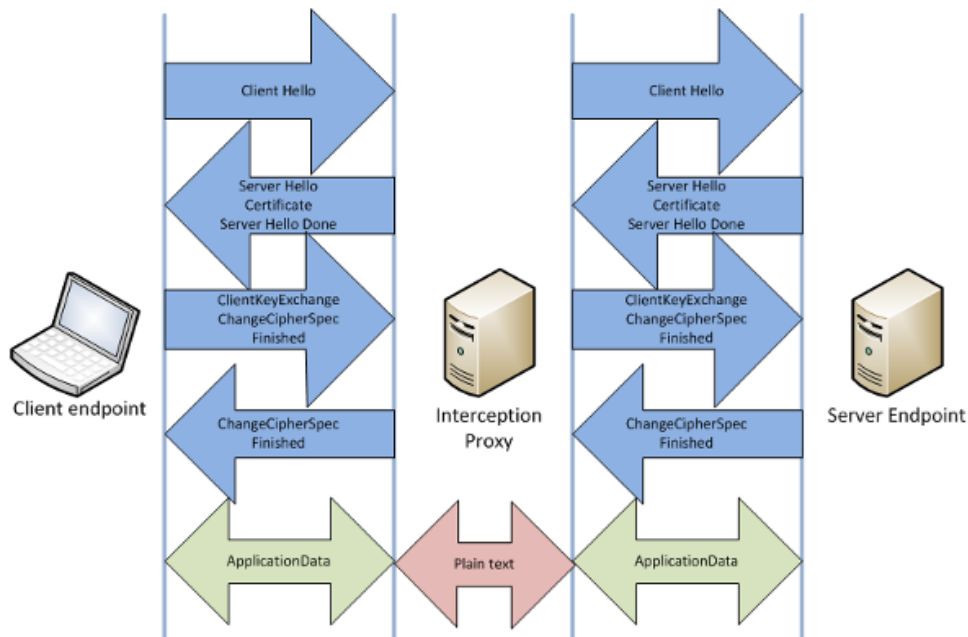 Client Hello
Client Hello
Server Hello
Certificate
Server Hello Done
Server Hello
Certificate
Server Hello Done
ClientKeyExchange
ChangeCipherSpec
Finished
ClientKeyExchange
ChangeCipherSpec
Finished
Client endpoint
Interception
Proxy
Server Endpoint
ChangeCipherSpec
Finished
ChangeCipherSpec
Finished
ApplicationData
Plain text
ApplicationData